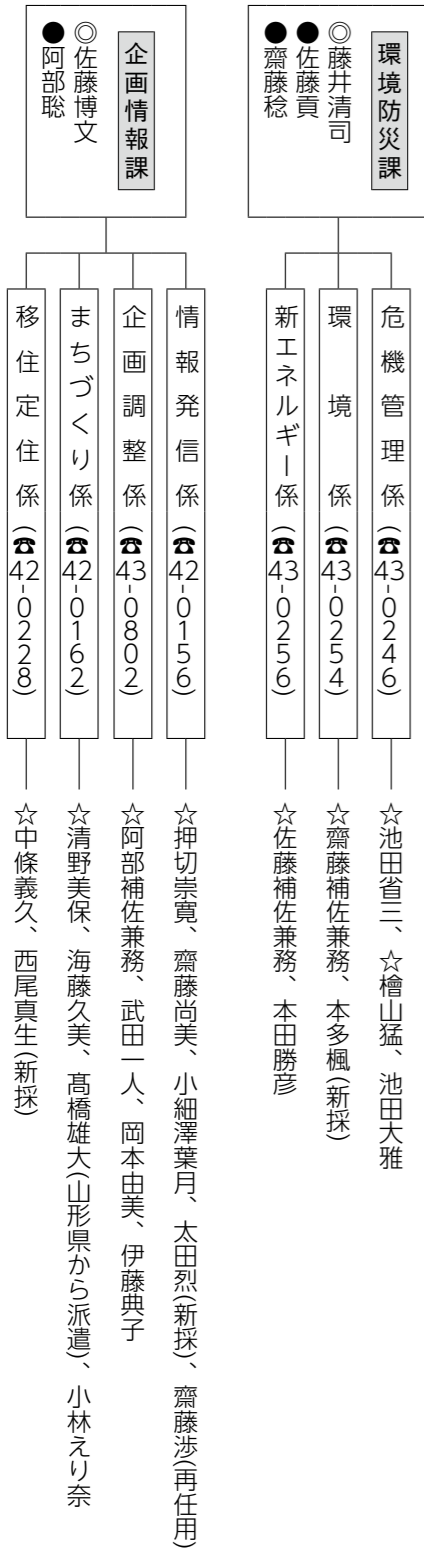 環境防災課
◎藤井清司
●佐藤貢
●齋藤稔
危機管理係(☎43-0246)
☆池田省三、☆檜山猛、池田大雅
環境係(☎43-0254)
☆齋藤補佐兼務、本多楓(新採)
新エネルギー係(☎43-0256)
☆佐藤補佐兼務、本田勝彦
企画情報課
◎佐藤博文
●阿部聡
情報発信係(☎42-0156)
☆押切崇寛、齋藤尚美、小細澤葉月、太田烈(新採)、齋藤渉(再任用)
企画調整係(☎43-0802)
☆阿部補佐兼務、武田一人、岡本由美、伊藤典子
まちづくり係(☎42-0162)
☆清野美保、海藤久美、髙橋雄大(山形県から派遣)、小林えり奈
移住定住係(☎42-0228)
☆中條義久、西尾真生(新採)